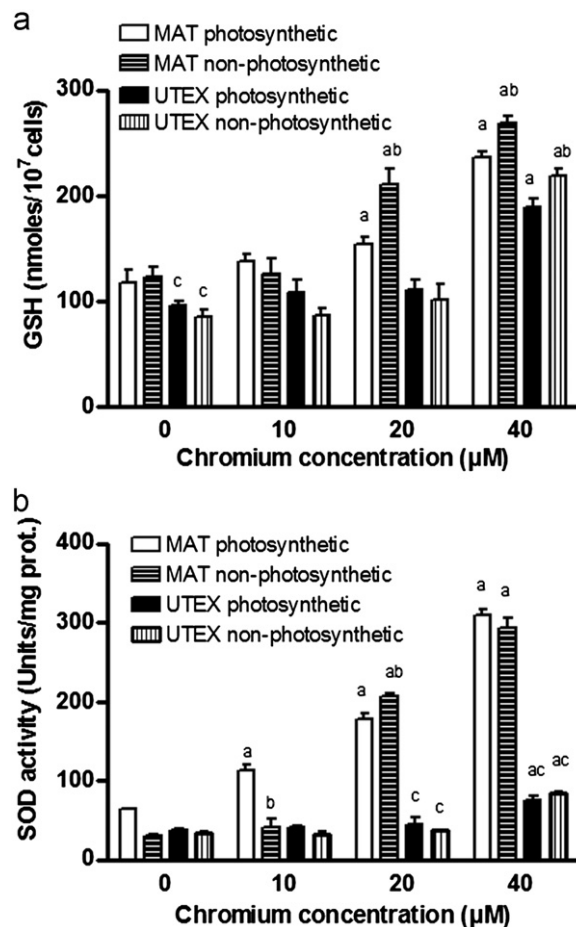 a
MAT photosynthetic
MAT non-photosynthetic
UTEX photosynthetic
UTEX non-photosynthetic
GSH (nmoles/10⁷ cells)
300
200
100
0
c c
a ab
a ab a ab
0 10 20 40
Chromium concentration (µM)
b
MAT photosynthetic
MAT non-photosynthetic
UTEX photosynthetic
UTEX non-photosynthetic
SOD activity (Units/mg prot.)
400
300
200
100
0
a b
a ab c c
a a ac ac
0 10 20 40
Chromium concentration (µM)